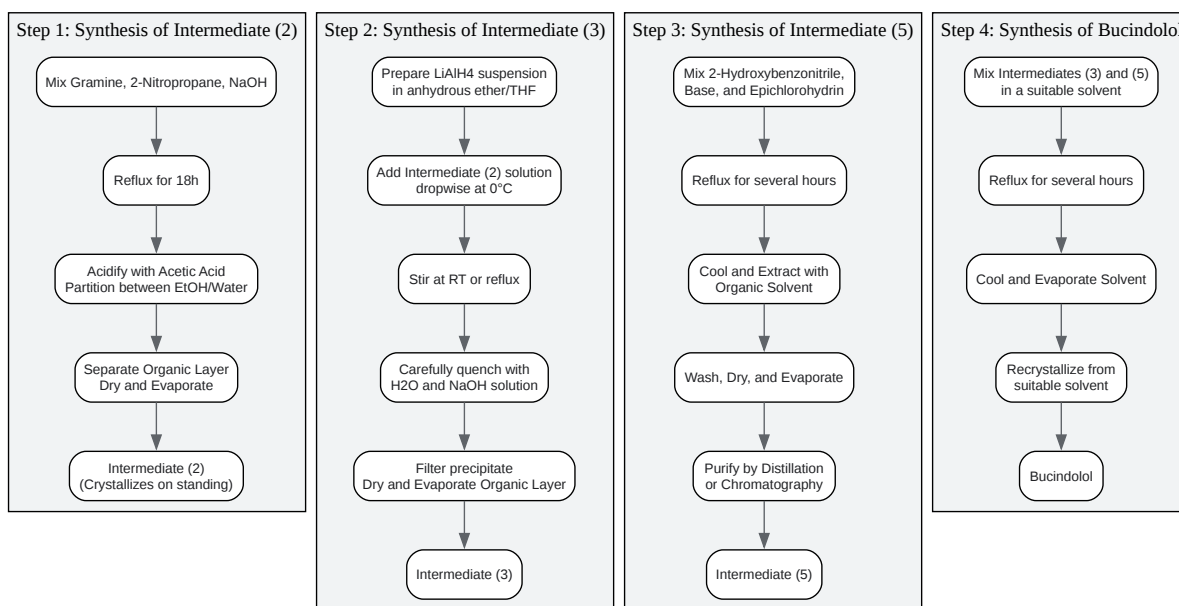 Step 1: Synthesis of Intermediate (2)
Mix Gramine, 2-Nitropropane, NaOH
Reflux for 18h
Acidify with Acetic Acid
Partition between EtOH/Water
Separate Organic Layer
Dry and Evaporate
Intermediate (2)
(Crystallizes on standing)
Step 2: Synthesis of Intermediate (3)
Prepare LiAlH4 suspension
in anhydrous ether/THF
Add Intermediate (2) solution
dropwise at 0°C
Stir at RT or reflux
Carefully quench with
H2O and NaOH solution
Filter precipitate
Dry and Evaporate Organic Layer
Intermediate (3)
Step 3: Synthesis of Intermediate (5)
Mix 2-Hydroxybenzonitrile,
Base, and Epichlorohydrin
Reflux for several hours
Cool and Extract with
Organic Solvent
Wash, Dry, and Evaporate
Purify by Distillation
or Chromatography
Intermediate (5)
Step 4: Synthesis of Bucindolol
Mix Intermediates (3) and (5)
in a suitable solvent
Reflux for several hours
Cool and Evaporate Solvent
Recrystallize from
suitable solvent
Bucindolol